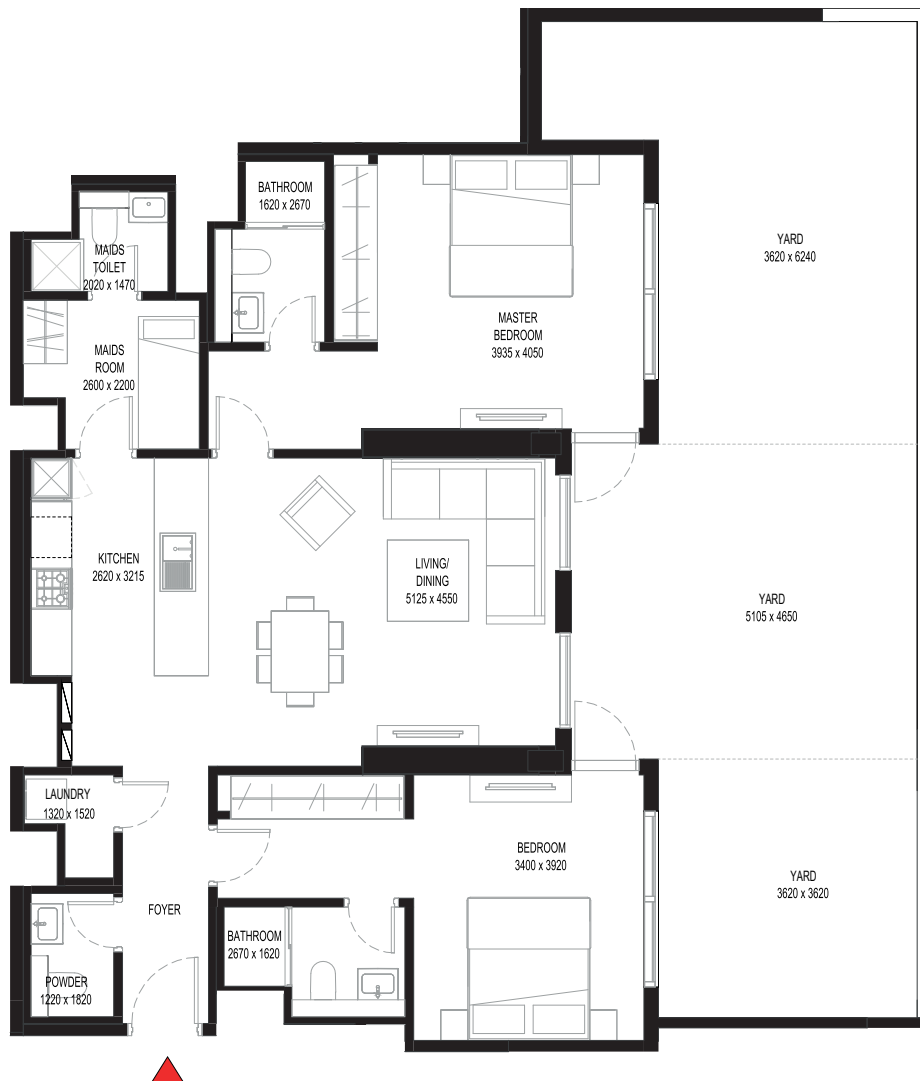 BATHROOM
1620 x 2670
MAIDS
TOILET
2020 x 1470
YARD
3620 x 6240
MASTER
BEDROOM
3935 x 4050
MAIDS
ROOM
2600 x 2200
KITCHEN
2620 x 3215
LIVING/
DINING
5125 x 4550
YARD
5105 x 4650
LAUNDRY
1320 x 1520
BEDROOM
3400 x 3920
YARD
3620 x 3620
FOYER
BATHROOM
2670 x 1620
POWDER
1220 x 1820